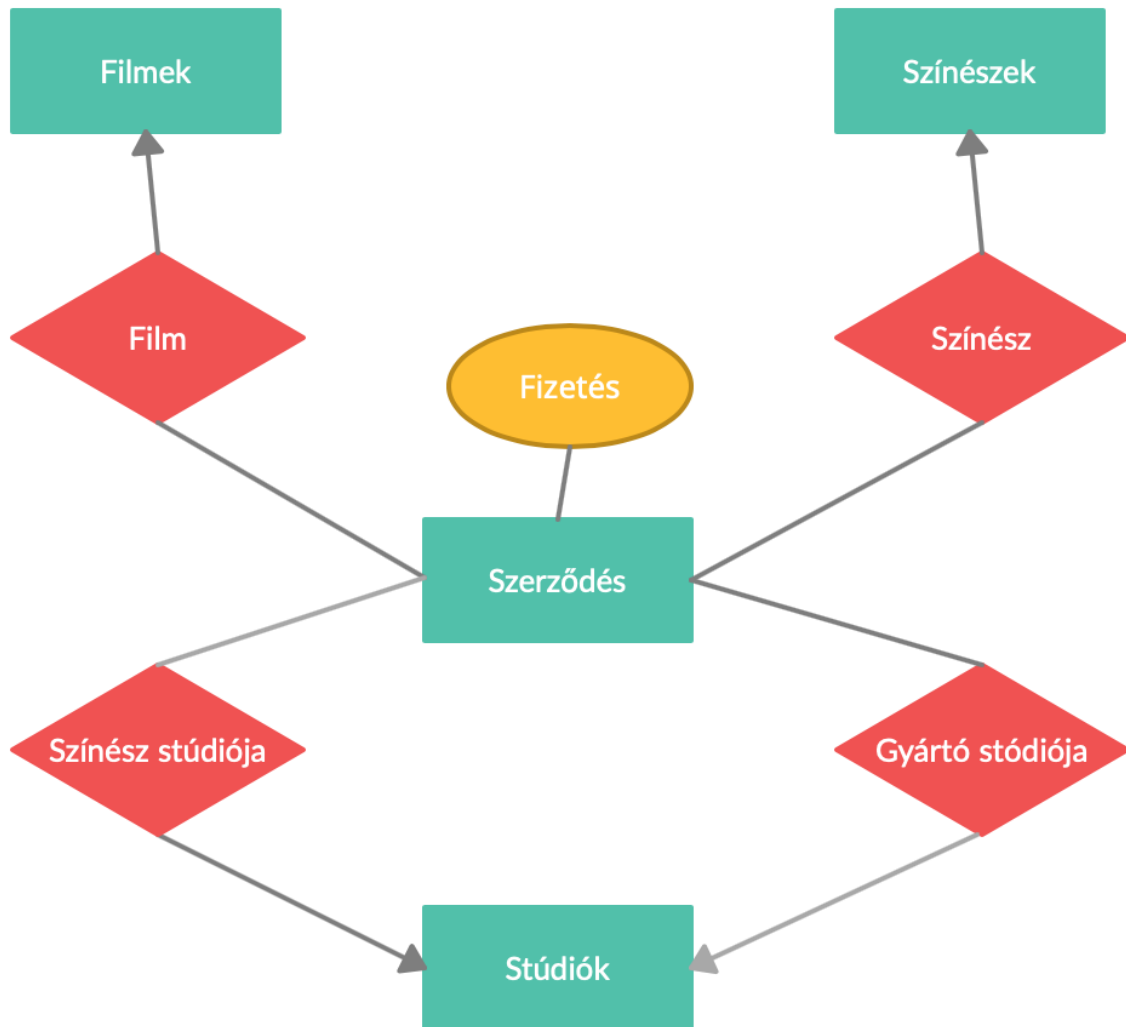 Filmek
Színészek
Film
Színész
Fizetés
Szerződés
Színész stúdiója
Gyártó stódiója
Stúdiók